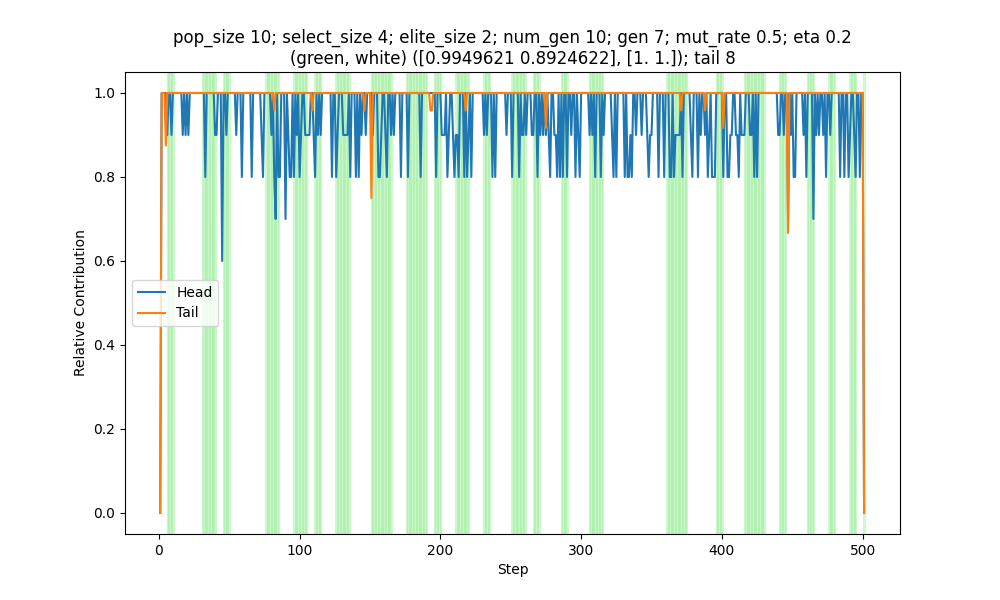 pop_size 10; select_size 4; elite_size 2; num_gen 10; gen 7; mut_rate 0.5; eta 0.2
(green, white) ([0.9949621 0.8924622], [1. 1.]); tail 8
1.0
0.8
0.6
0.4
0.2
0.0
Relative Contribution
Head
Tail
0
100
200
300
400
500
Step